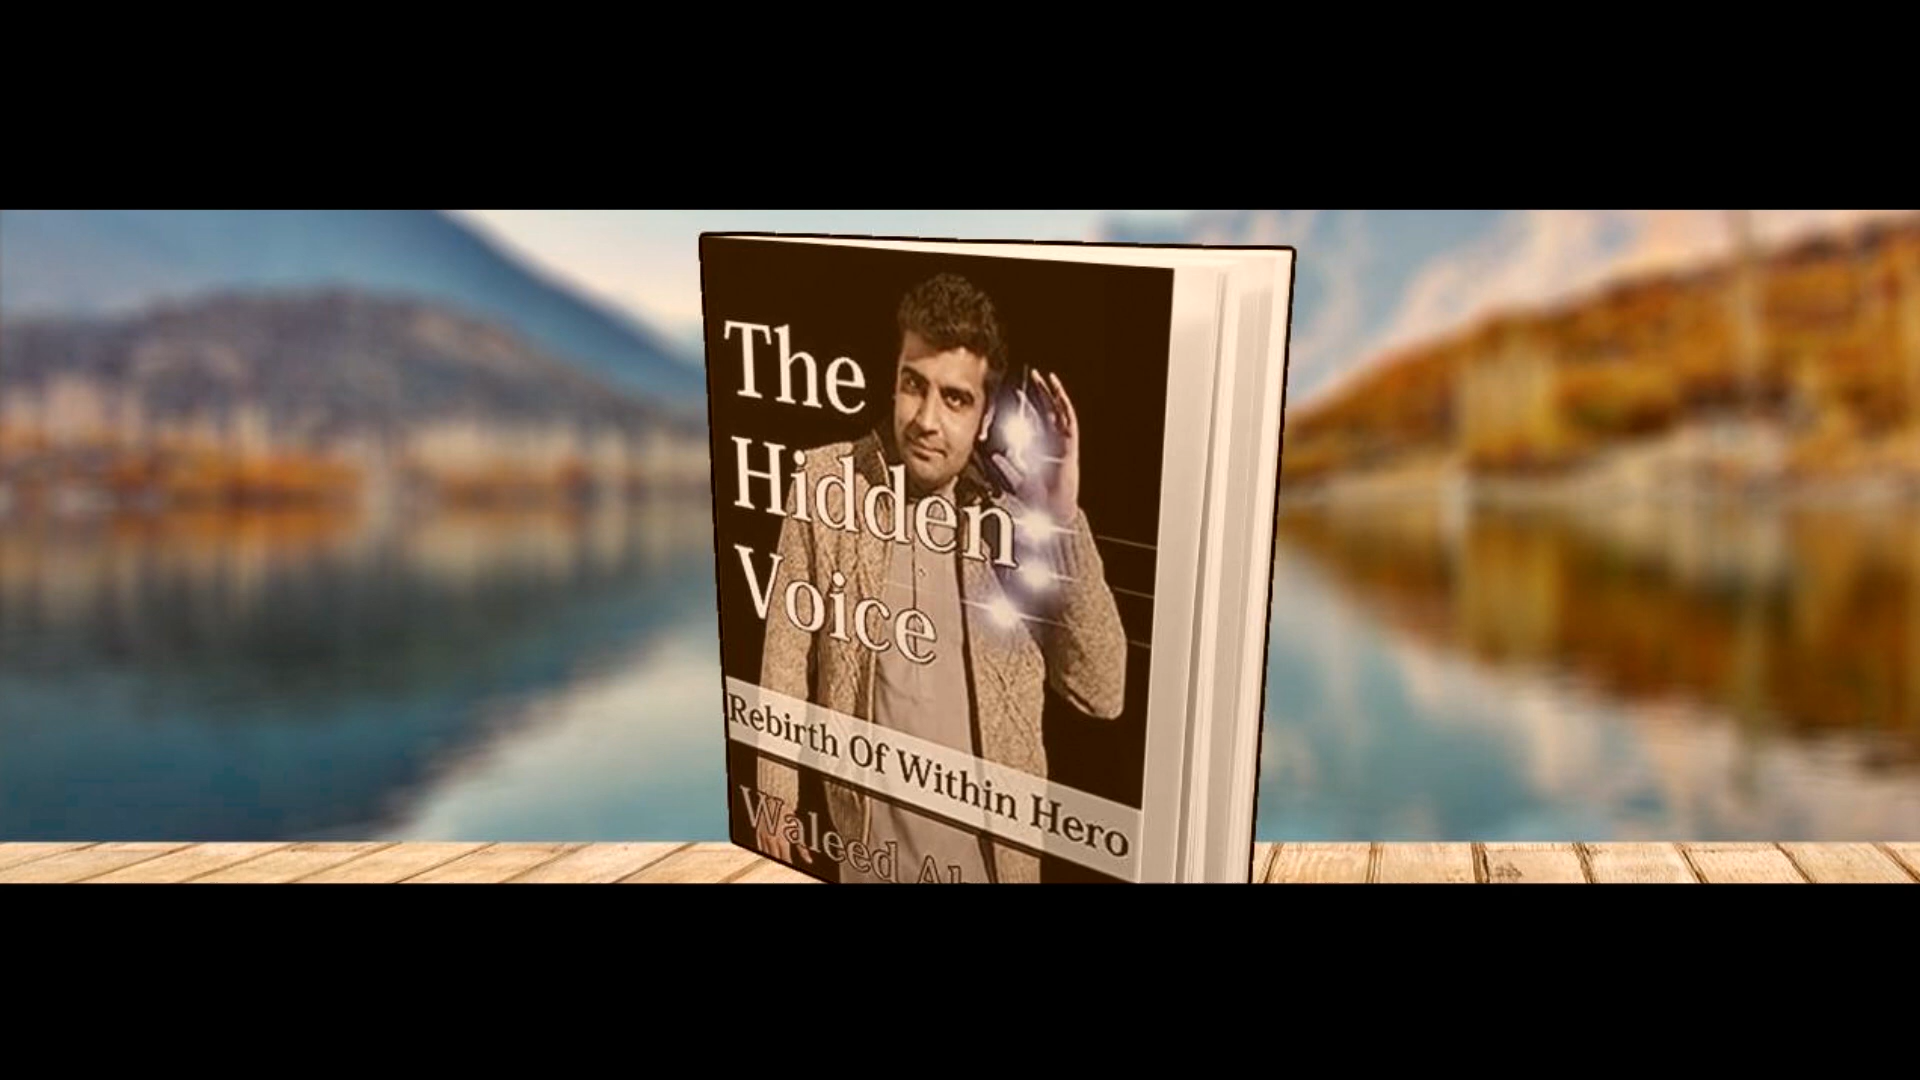 The
Hidden
Voice
Rebirth Of Within Hero
Waleed